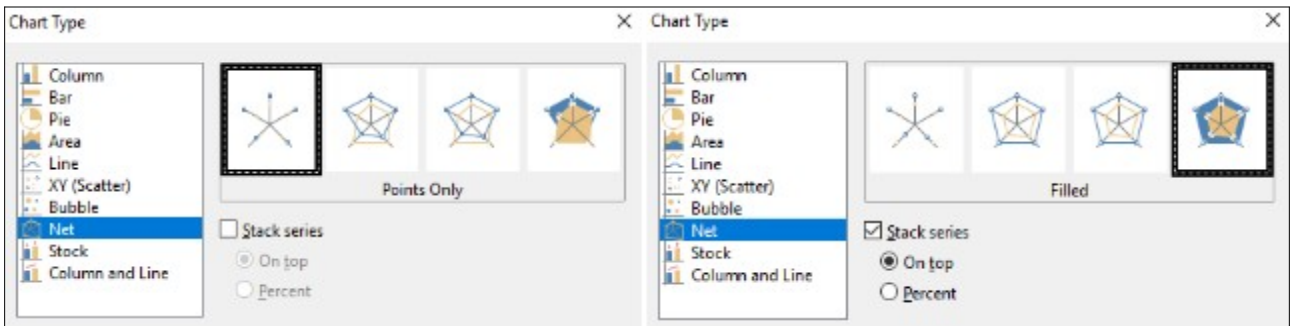 Chart Type
Column
Bar
Pie
Area
Line
XY (Scatter)
Bubble
Net
Stock
Column and Line
Points Only
Stack series
On top
Percent
Chart Type
Column
Bar
Pie
Area
Line
XY (Scatter)
Bubble
Net
Stock
Column and Line
Filled
Stack series
On top
Percent